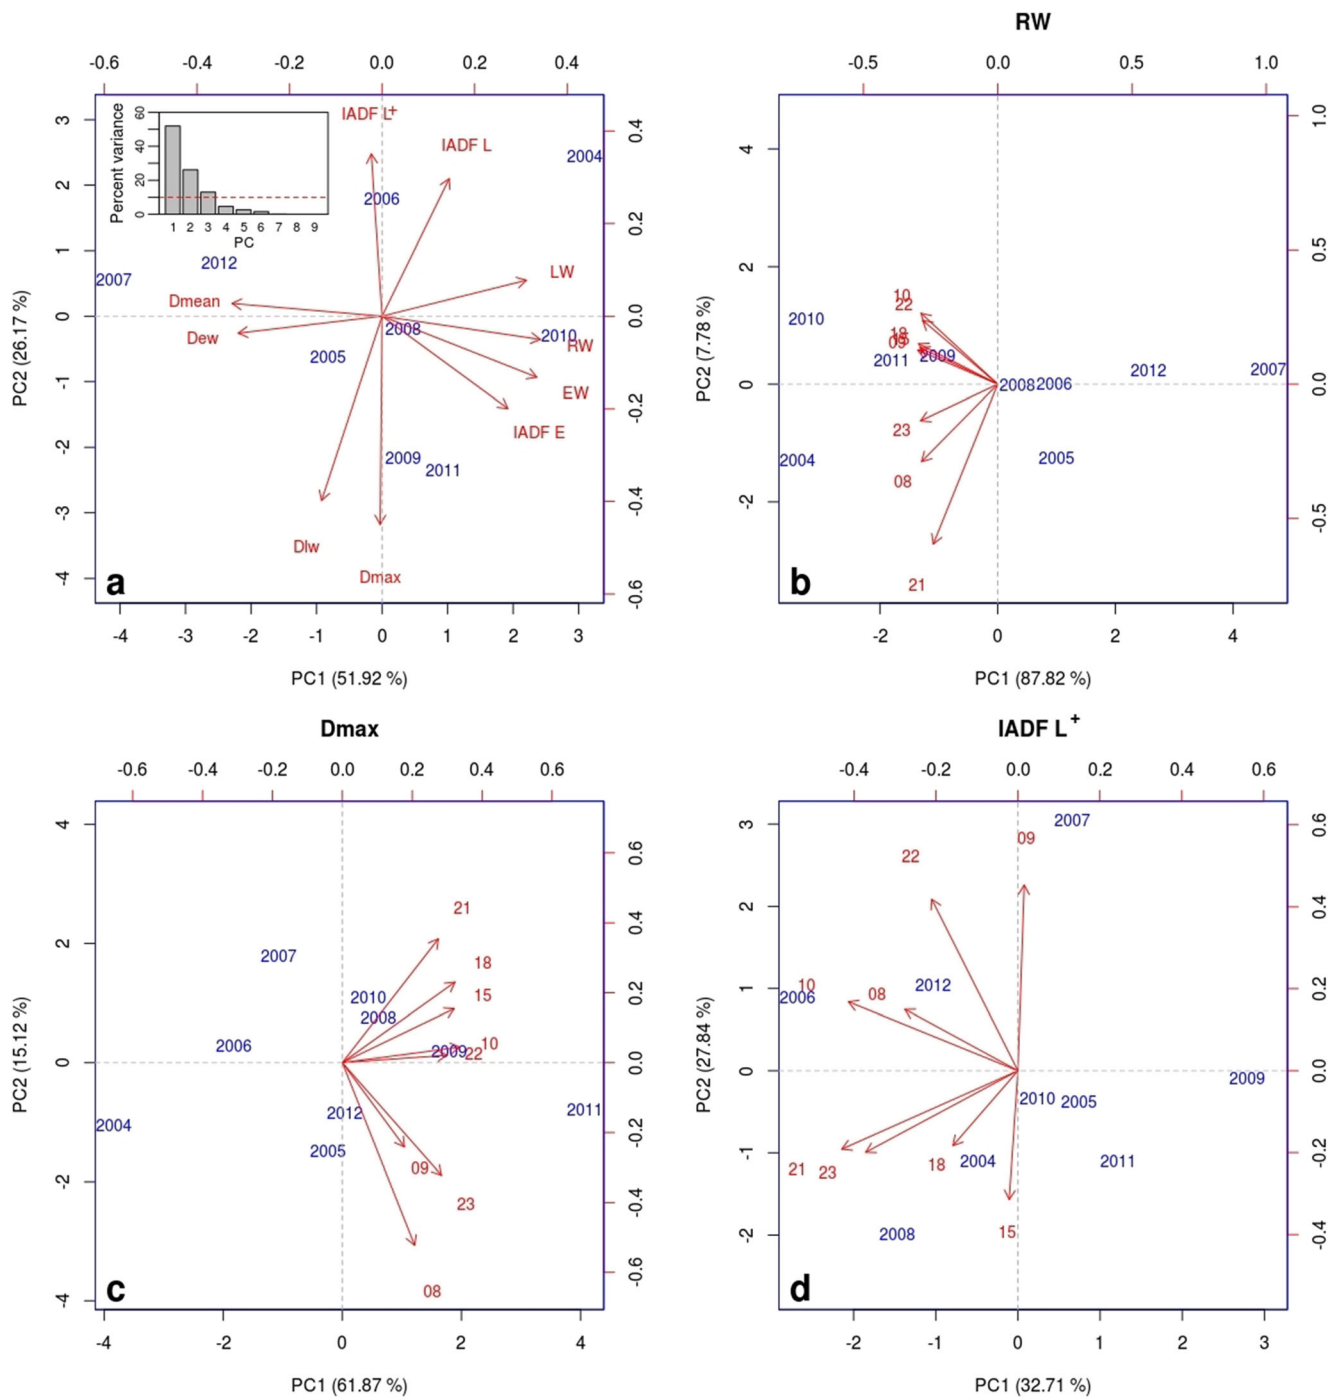 RW
-0.6 -0.4 -0.2 0.0 0.2 0.4
-0.5 0.0 0.5 1.0
IADF L+
IADF L
2004
2006
LW
2007
2012
Dmean
Dew
2008
2010
RW
2005
EW
IADF E
2009
2011
Dlw
Dmax
a
Percent variance
0 20 40 50 60
1 2 3 4 5 6 7 8 9
PC
PC2 (26.17 %)
-4 -3 -2 -1 0 1 2 3
-0.6 -0.4 -0.2 0.0 0.2 0.4
-4 -3 -2 -1 0 1 2 3
PC1 (51.92 %)
PC2 (7.78 %)
-2 0 2 4
-0.5 0.0 0.5 1.0
10
22
2010
18
09
2011
2009
2012
2007
2008
2006
23
2004
2005
08
21
b
-2 0 2 4
PC1 (87.82 %)
Dmax
-0.6 -0.4 -0.2 0.0 0.2 0.4 0.6
PC2 (15.12 %)
-4 -2 0 2 4
-0.6 -0.4 -0.2 0.0 0.2 0.4 0.6
21
2007
18
2010
15
2008
2006
10
2009
22
2012
2011
2004
2005
09
23
08
c
-4 -2 0 2 4
PC1 (61.87 %)
IADF L+
-0.4 -0.2 0.0 0.2 0.4 0.6
PC2 (27.84 %)
-2 -1 0 1 2 3
-0.4 -0.2 0.0 0.2 0.4 0.6
2007
09
22
10
2006
08
2012
2009
2010
2005
21
23
18
2004
2011
2008
15
d
-2 -1 0 1 2 3
PC1 (32.71 %)